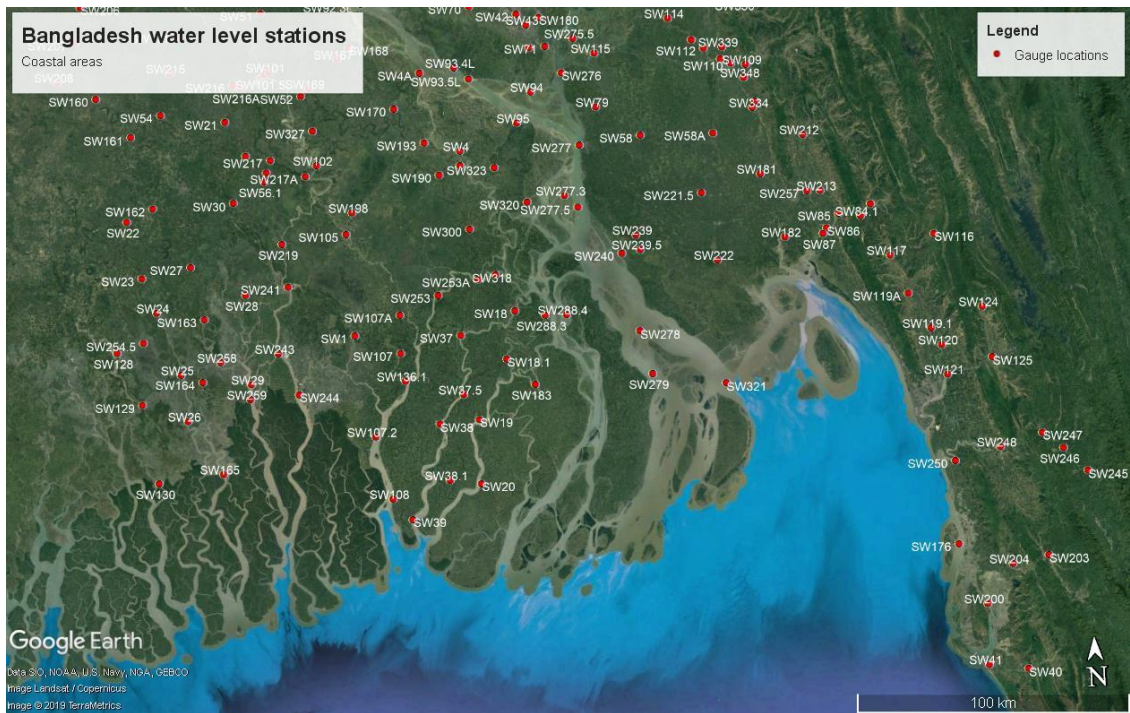 Bangladesh water level stations
Coastal areas
Legend
Gauge locations
SW206
SW51
SW70
SW42
SW43
SW180
SW114
SW168
SW71
SW275.5
SW115
SW112
SW339
SW110
SW109
SW348
SW208
SW215
SW101
SW216
SW4A
SW93.4L
SW93.5L
SW276
SW94
SW160
SW216A
SW52
SW169
SW170
SW79
SW334
SW54
SW21
SW95
SW161
SW327
SW58
SW58A
SW212
SW193
SW4
SW277
SW217
SW102
SW323
SW181
SW217A
SW190
SW56.1
SW277.3
SW221.5
SW257
SW213
SW162
SW30
SW198
SW320
SW277.5
SW84.1
SW22
SW85
SW86
SW105
SW300
SW239
SW182
SW87
SW116
SW219
SW240
SW239.5
SW222
SW117
SW27
SW23
SW241
SW253A
SW318
SW28
SW253
SW119A
SW24
SW163
SW107A
SW18
SW288.4
SW288.3
SW124
SW119.1
SW1
SW37
SW278
SW120
SW254.5
SW128
SW258
SW243
SW107
SW18.1
SW125
SW25
SW164
SW29
SW136.1
SW37.5
SW183
SW279
SW321
SW121
SW259
SW244
SW129
SW26
SW38
SW19
SW107.2
SW248
SW247
SW246
SW250
SW245
SW165
SW130
SW38.1
SW20
SW108
SW39
SW176
SW204
SW203
SW200
SW41
SW40
Google Earth
Data SIO, NOAA, U.S. Navy, NGA, GEBCO
Image Landsat / Copernicus
Image © 2019 TerraMetrics
N
100 km